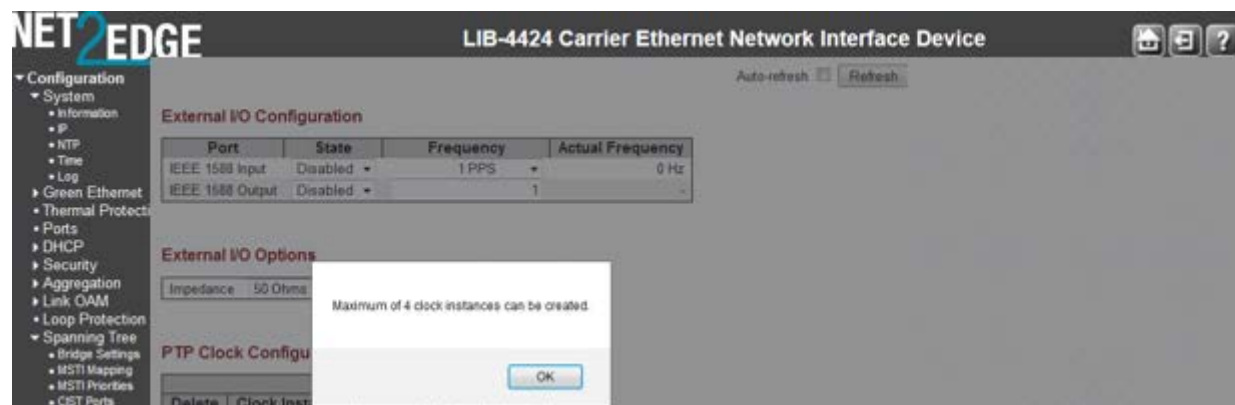 NET2EDGE
LIB-4424 Carrier Ethernet Network Interface Device
?
Auto-refresh Refresh
Configuration
System
Information
IP
NTP
Time
Log
Green Ethernet
Thermal Protecti
Ports
DHCP
Security
Aggregation
Link OAM
Loop Protection
Spanning Tree
Bridge Settings
MSTI Mapping
MSTI Priorities
CIST Ports
External I/O Configuration
Port State Frequency Actual Frequency
IEEE 1588 Input Disabled 1 PPS 0 Hz
IEEE 1588 Output Disabled 1 -
External I/O Options
Impedance 50 Ohms
Maximum of 4 clock instances can be created.
OK
PTP Clock Configu
Delete Clock Inst